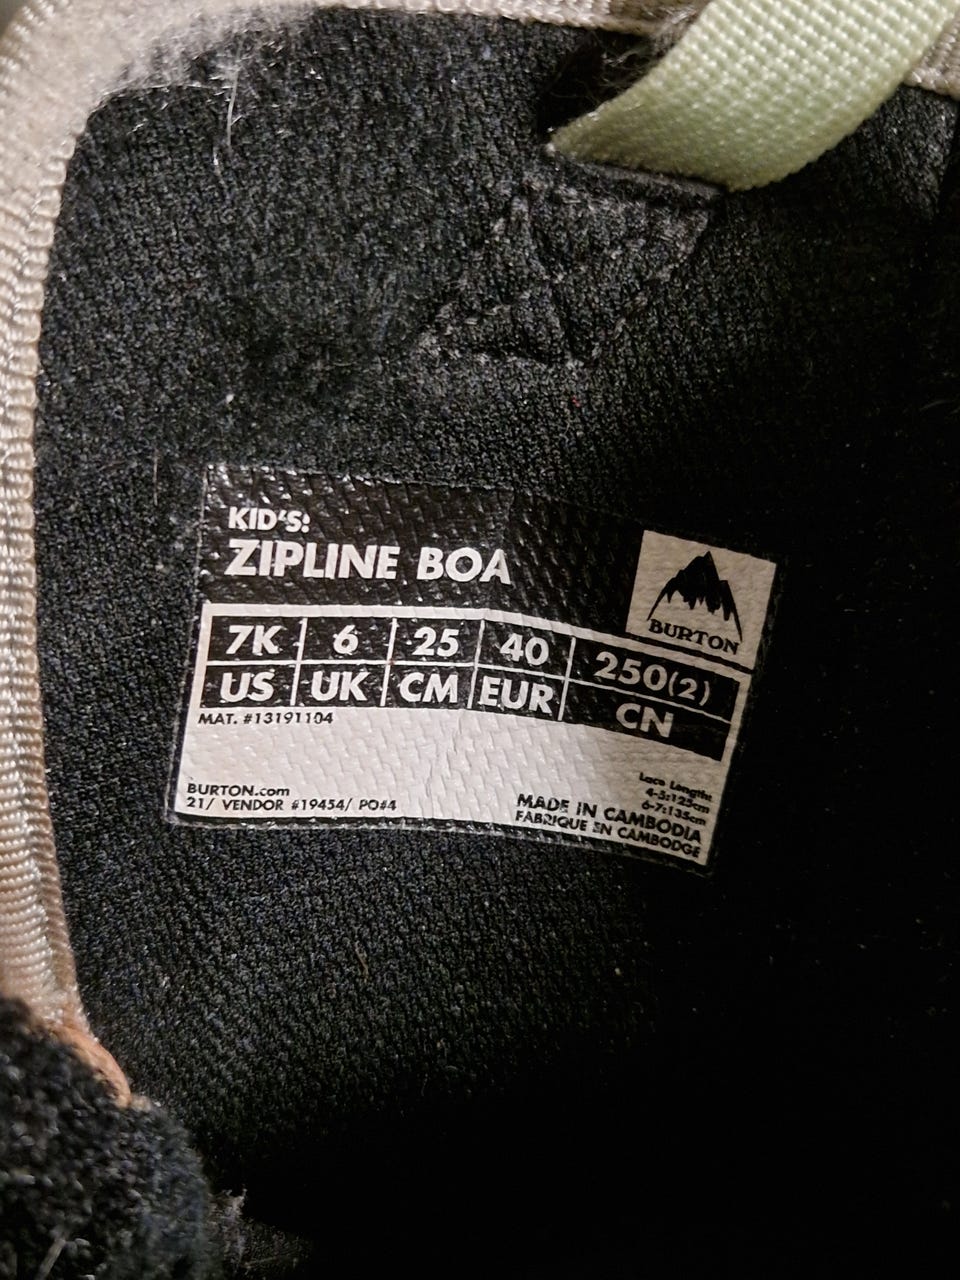 KID'S:
ZIPLINE BOA
BURTON
7K 6 25 40 250(2)
US UK CM EUR CN
MAT. #13191104
Lace Length:
4-5:125cm
6-7:135cm
BURTON.com
21/ VENDOR #19454/ PO#4
MADE IN CAMBODIA
FABRIQUE EN CAMBODGE